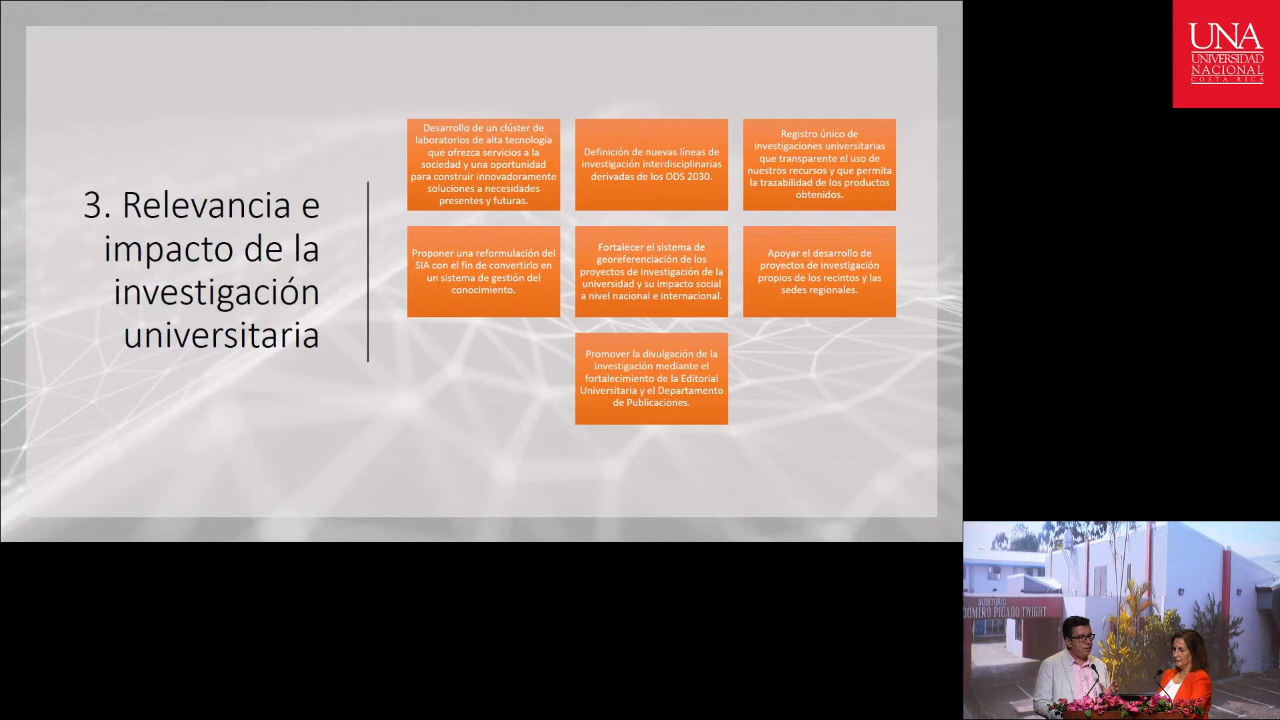 3. Relevancia e
impacto de la
investigación
universitaria
Desarrollo de un clúster de
laboratorios de alta tecnología
que ofrezca servicios a la
sociedad y una oportunidad
para construir innovadoramente
soluciones a necesidades
presentes y futuras.
Definición de nuevas líneas de
investigación interdisciplinarias
derivadas de los ODS 2030.
Registro único de
investigaciones universitarias
que transparente el uso de
nuestros recursos y que permita
la trazabilidad de los productos
obtenidos.
Proponer una reformulación del
SIA con el fin de convertirlo en
un sistema de gestión del
conocimiento.
Fortalecer el sistema de
georeferenciación de los
proyectos de investigación de la
universidad y su impacto social
a nivel nacional e internacional.
Apoyar el desarrollo de
proyectos de investigación
propios de los recintos y las
sedes regionales.
Promover la divulgación de la
investigación mediante el
fortalecimiento de la Editorial
Universitaria y el Departamento
de Publicaciones.
UNA
UNIVERSIDAD
NACIONAL
COSTA RICA
AUDITORIO
DOMIRO PICADO TWIGHT